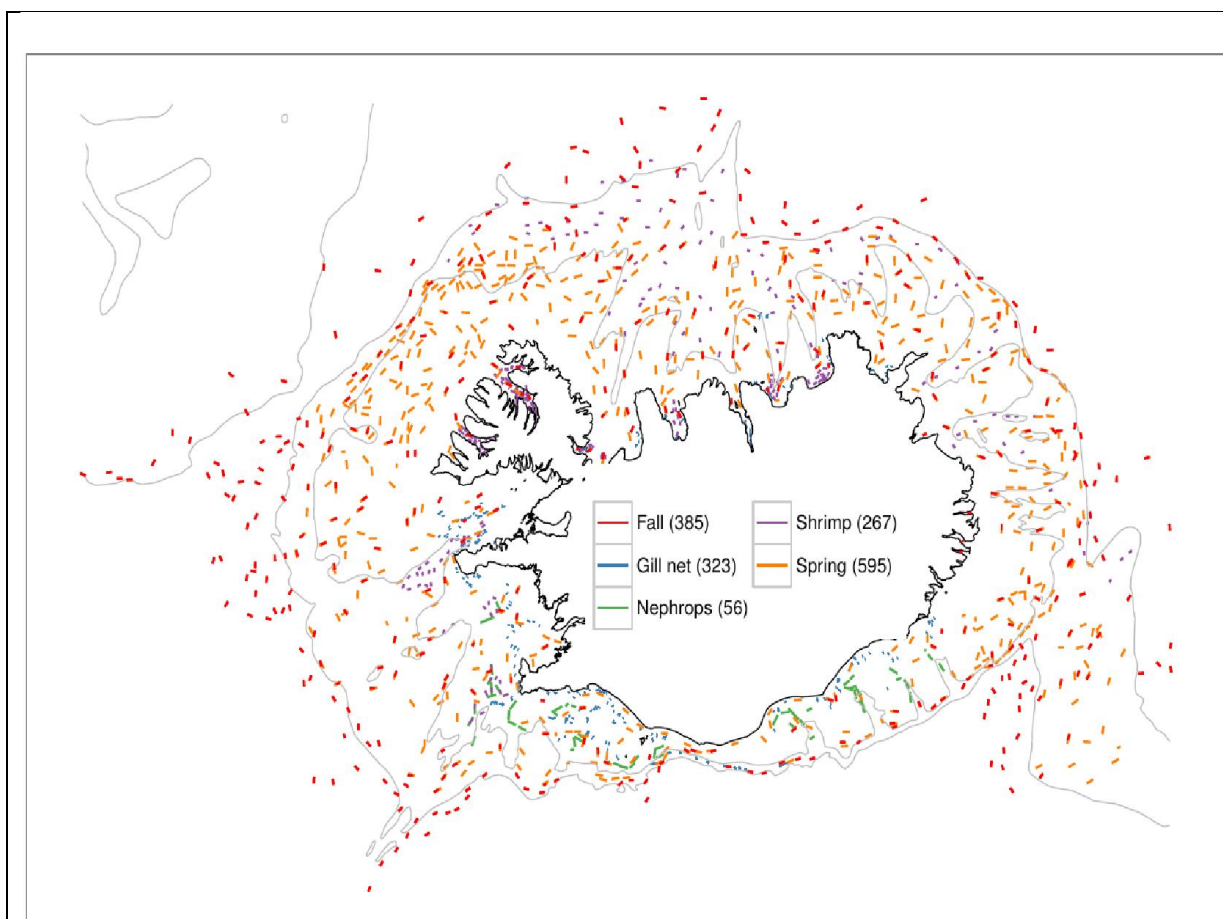 Fall (385)
Shrimp (267)
Gill net (323)
Spring (595)
Nephrops (56)